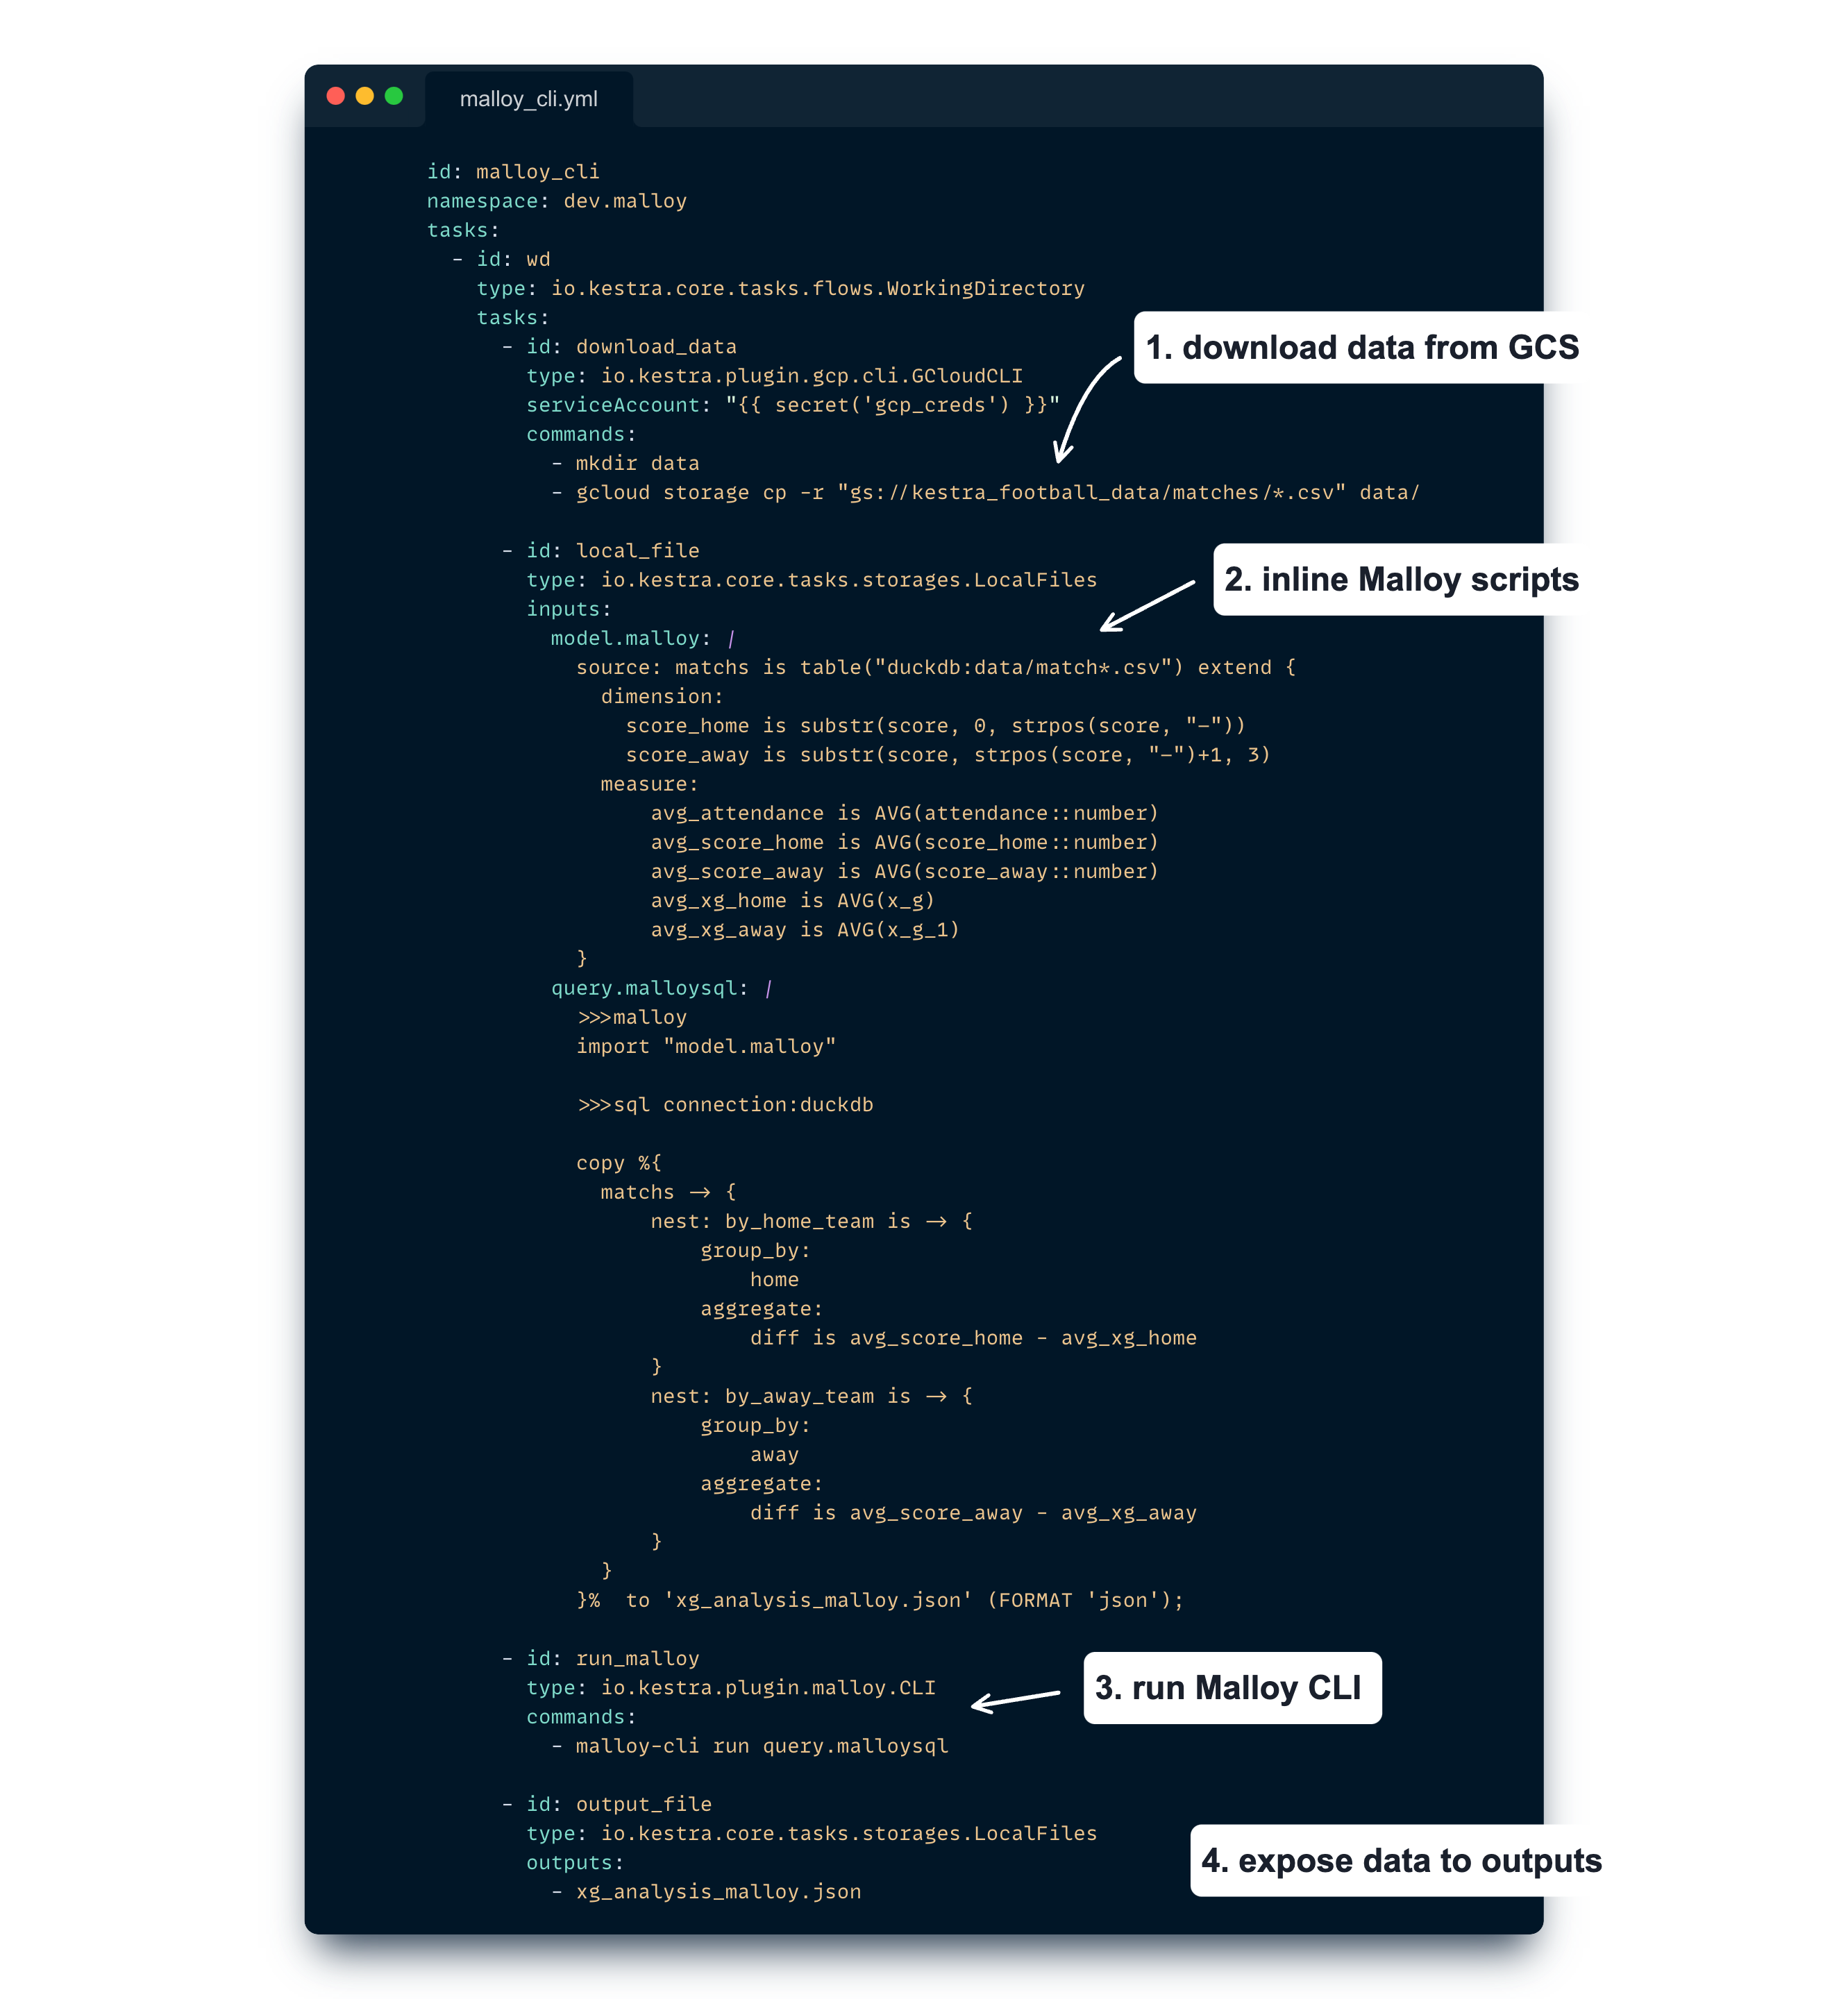 malloy_cli.yml
id: malloy_cli
namespace: dev.malloy
tasks:
  - id: wd
    type: io.kestra.core.tasks.flows.WorkingDirectory
    tasks:
      - id: download_data
        type: io.kestra.plugin.gcp.cli.GCloudCLI
        serviceAccount: "{{ secret('gcp_creds') }}"
        commands:
          - mkdir data
          - gcloud storage cp -r "gs://kestra_football_data/matches/*.csv" data/
1. download data from GCS
      - id: local_file
        type: io.kestra.core.tasks.storages.LocalFiles
        inputs:
2. inline Malloy scripts
          model.malloy: |
            source: matchs is table("duckdb:data/match*.csv") extend {
              dimension:
                score_home is substr(score, 0, strpos(score, "–"))
                score_away is substr(score, strpos(score, "–")+1, 3)
              measure:
                  avg_attendance is AVG(attendance::number)
                  avg_score_home is AVG(score_home::number)
                  avg_score_away is AVG(score_away::number)
                  avg_xg_home is AVG(x_g)
                  avg_xg_away is AVG(x_g_1)
            }
          query.malloysql: |
            >>>malloy
            import "model.malloy"
            >>>sql connection:duckdb
            copy %{
              matchs -> {
                  nest: by_home_team is -> {
                      group_by:
                          home
                      aggregate:
                          diff is avg_score_home - avg_xg_home
                  }
                  nest: by_away_team is -> {
                      group_by:
                          away
                      aggregate:
                          diff is avg_score_away - avg_xg_away
                  }
              }
            }%  to 'xg_analysis_malloy.json' (FORMAT 'json');
      - id: run_malloy
        type: io.kestra.plugin.malloy.CLI
        commands:
          - malloy-cli run query.malloysql
3. run Malloy CLI
      - id: output_file
        type: io.kestra.core.tasks.storages.LocalFiles
        outputs:
          - xg_analysis_malloy.json
4. expose data to outputs